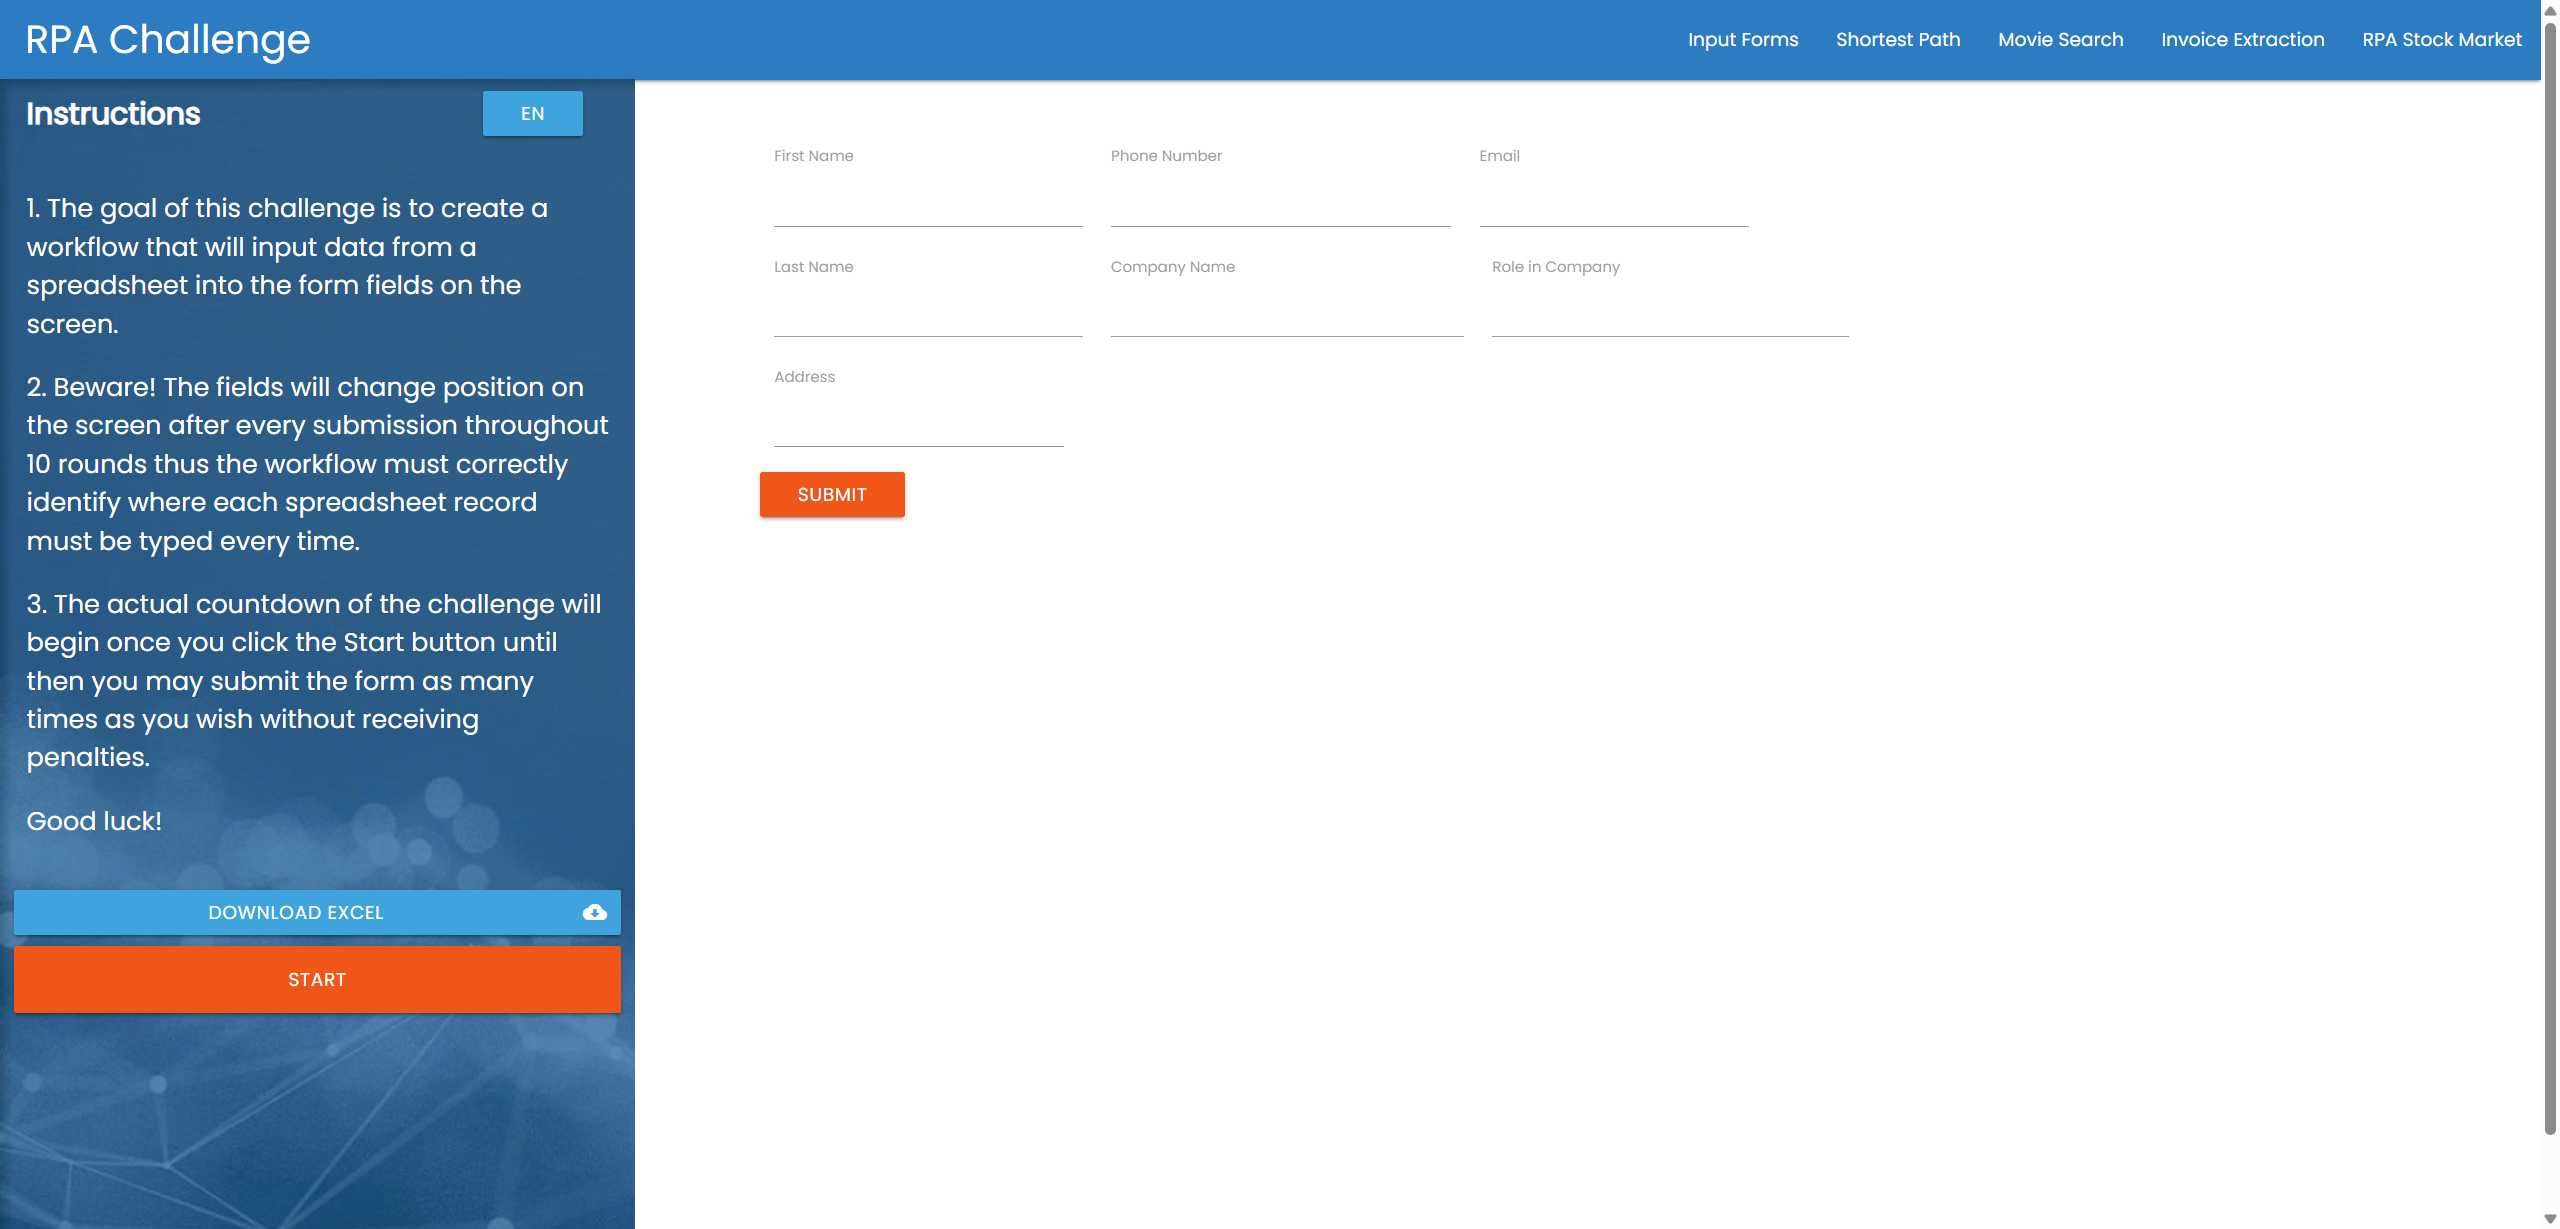 RPA Challenge
Input Forms
Shortest Path
Movie Search
Invoice Extraction
RPA Stock Market
Instructions
EN
1. The goal of this challenge is to create a
workflow that will input data from a
spreadsheet into the form fields on the
screen.
2. Beware! The fields will change position on
the screen after every submission throughout
10 rounds thus the workflow must correctly
identify where each spreadsheet record
must be typed every time.
3. The actual countdown of the challenge will
begin once you click the Start button until
then you may submit the form as many
times as you wish without receiving
penalties.
Good luck!
DOWNLOAD EXCEL
START
First Name
Phone Number
Email
Last Name
Company Name
Role in Company
Address
SUBMIT